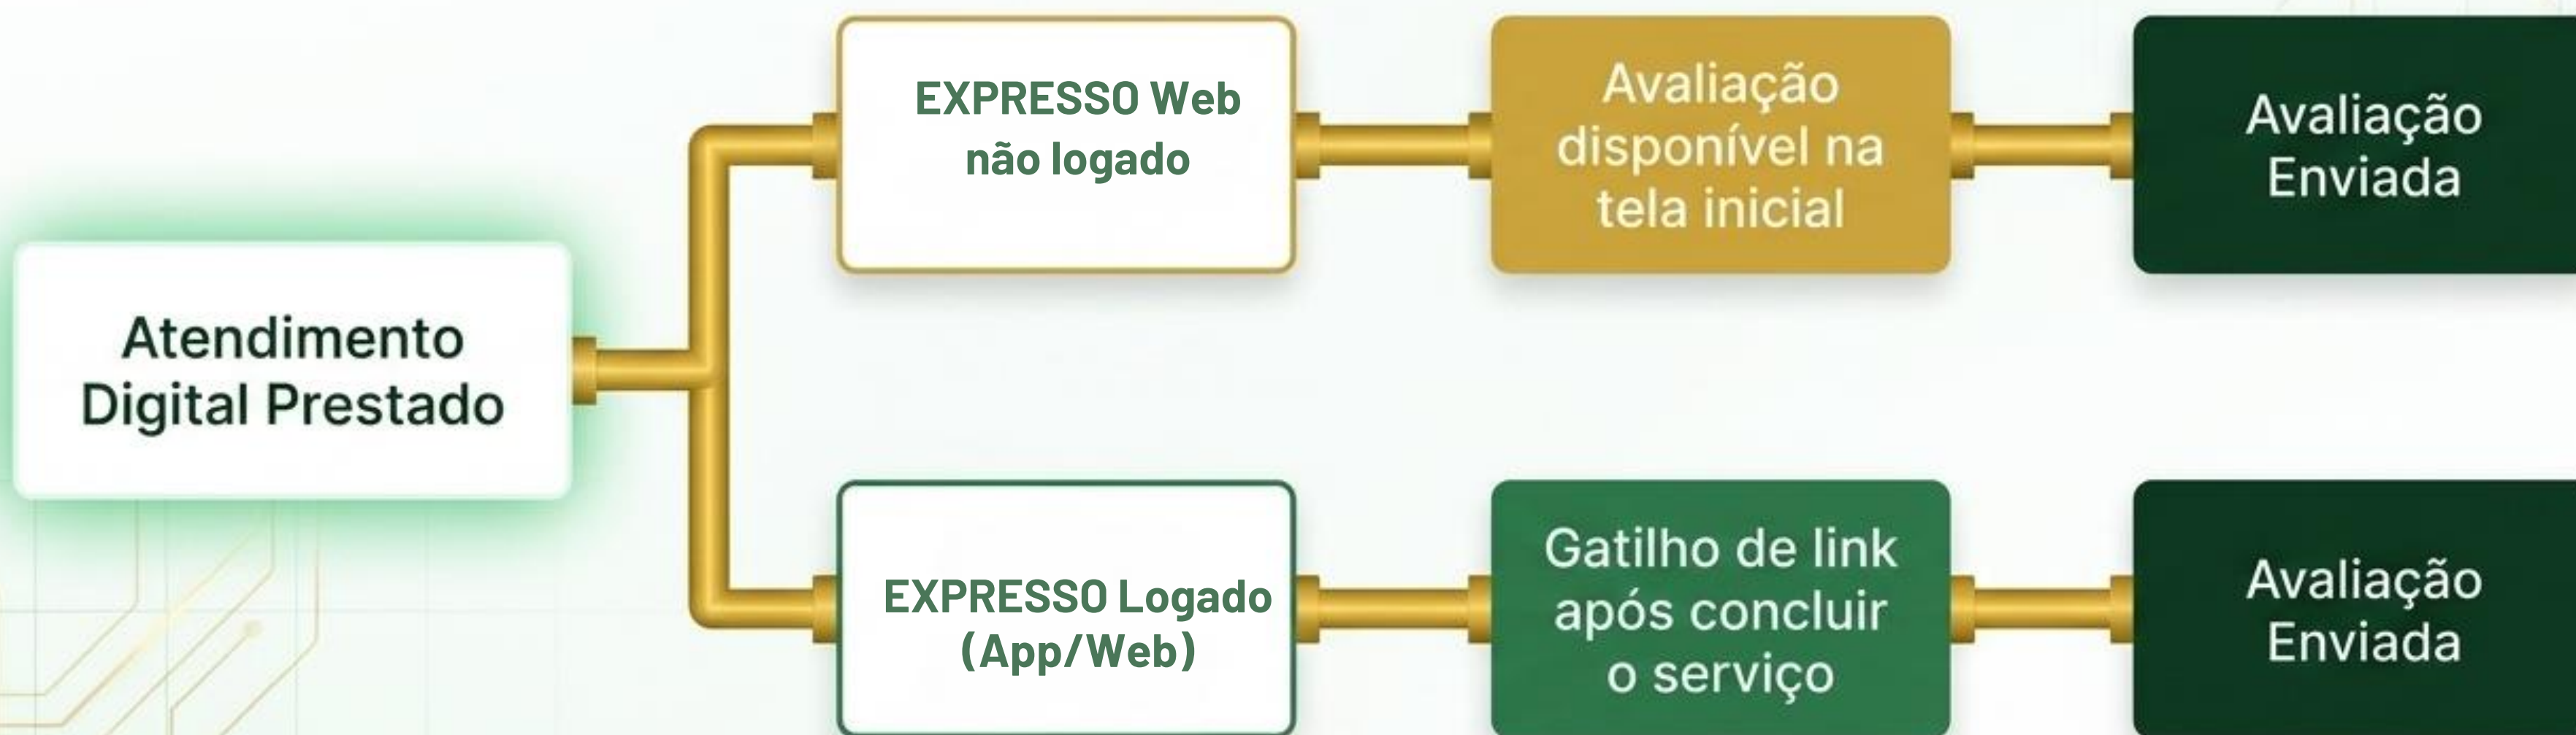 Atendimento
Digital Prestado
EXPRESSO Web
não logado
Avaliação
disponível na
tela inicial
Avaliação
Enviada
EXPRESSO Logado
(App/Web)
Gatilho de link
após concluir
o serviço
Avaliação
Enviada